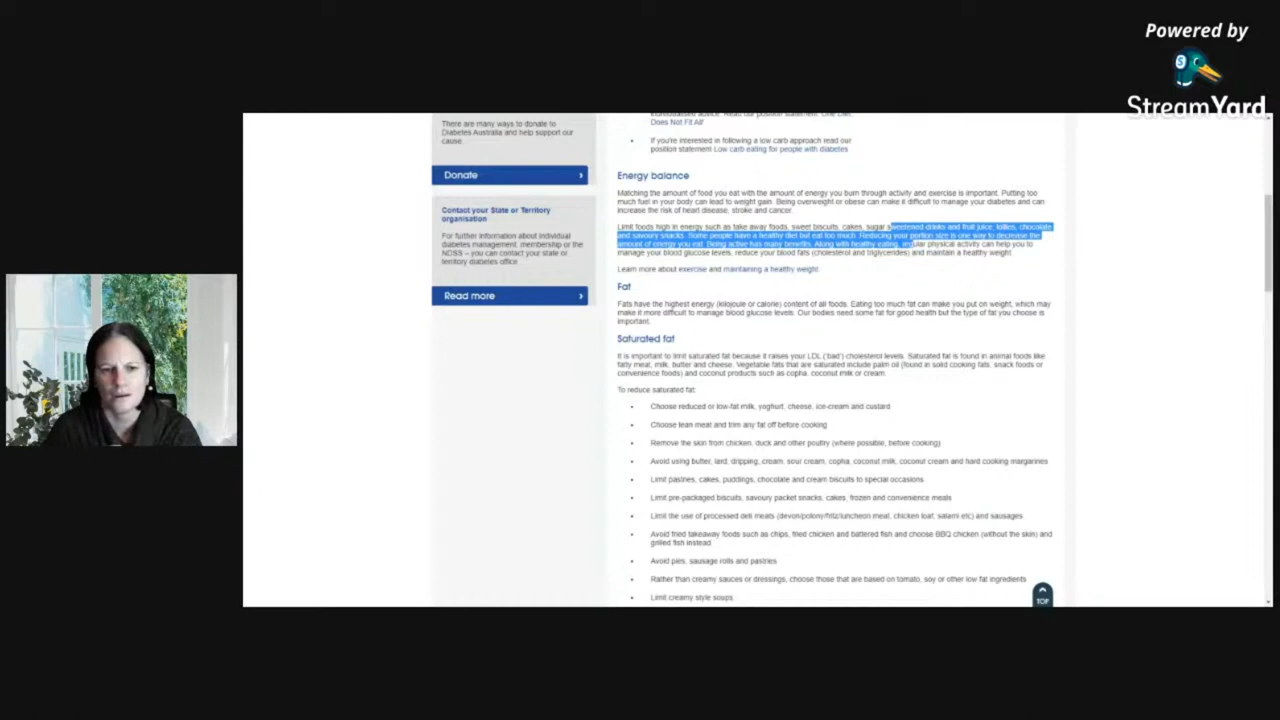 Powered by
StreamYard
There are many ways to donate to
Diabetes Australia and help support our
cause.
Donate
Contact your State or Territory
organisation
For further information about individual
diabetes management, membership or the
NDSS – you can contact your state or
territory diabetes office
Read more
individualised advice. Read our position statement 'One Diet
Does Not Fit All'
• If you're interested in following a low carb approach read our
position statement Low carb eating for people with diabetes
Energy balance
Matching the amount of food you eat with the amount of energy you burn through activity and exercise is important. Putting too
much fuel in your body can lead to weight gain. Being overweight or obese can make it difficult to manage your diabetes and can
increase the risk of heart disease, stroke and cancer.
Limit foods high in energy such as take away foods, sweet biscuits, cakes, sugar sweetened drinks and fruit juice, lollies, chocolate
and savoury snacks. Some people have a healthy diet but eat too much. Reducing your portion size is one way to decrease the
amount of energy you eat. Being active has many benefits. Along with healthy eating, regular physical activity can help you to
manage your blood glucose levels, reduce your blood fats (cholesterol and triglycerides) and maintain a healthy weight.
Learn more about exercise and maintaining a healthy weight.
Fat
Fats have the highest energy (kilojoule or calorie) content of all foods. Eating too much fat can make you put on weight, which may
make it more difficult to manage blood glucose levels. Our bodies need some fat for good health but the type of fat you choose is
important.
Saturated fat
It is important to limit saturated fat because it raises your LDL ('bad') cholesterol levels. Saturated fat is found in animal foods like
fatty meat, milk, butter and cheese. Vegetable fats that are saturated include palm oil (found in solid cooking fats, snack foods or
convenience foods) and coconut products such as copha, coconut milk or cream.
To reduce saturated fat:
• Choose reduced or low-fat milk, yoghurt, cheese, ice-cream and custard
• Choose lean meat and trim any fat off before cooking
• Remove the skin from chicken, duck and other poultry (where possible, before cooking)
• Avoid using butter, lard, dripping, cream, sour cream, copha, coconut milk, coconut cream and hard cooking margarines
• Limit pastries, cakes, puddings, chocolate and cream biscuits to special occasions
• Limit pre-packaged biscuits, savoury packet snacks, cakes, frozen and convenience meals
• Limit the use of processed deli meats (devon/polony/fritz/luncheon meat, chicken loaf, salami etc) and sausages
• Avoid fried takeaway foods such as chips, fried chicken and battered fish and choose BBQ chicken (without the skin) and
grilled fish instead
• Avoid pies, sausage rolls and pastries
• Rather than creamy sauces or dressings, choose those that are based on tomato, soy or other low fat ingredients
• Limit creamy style soups.
TOP